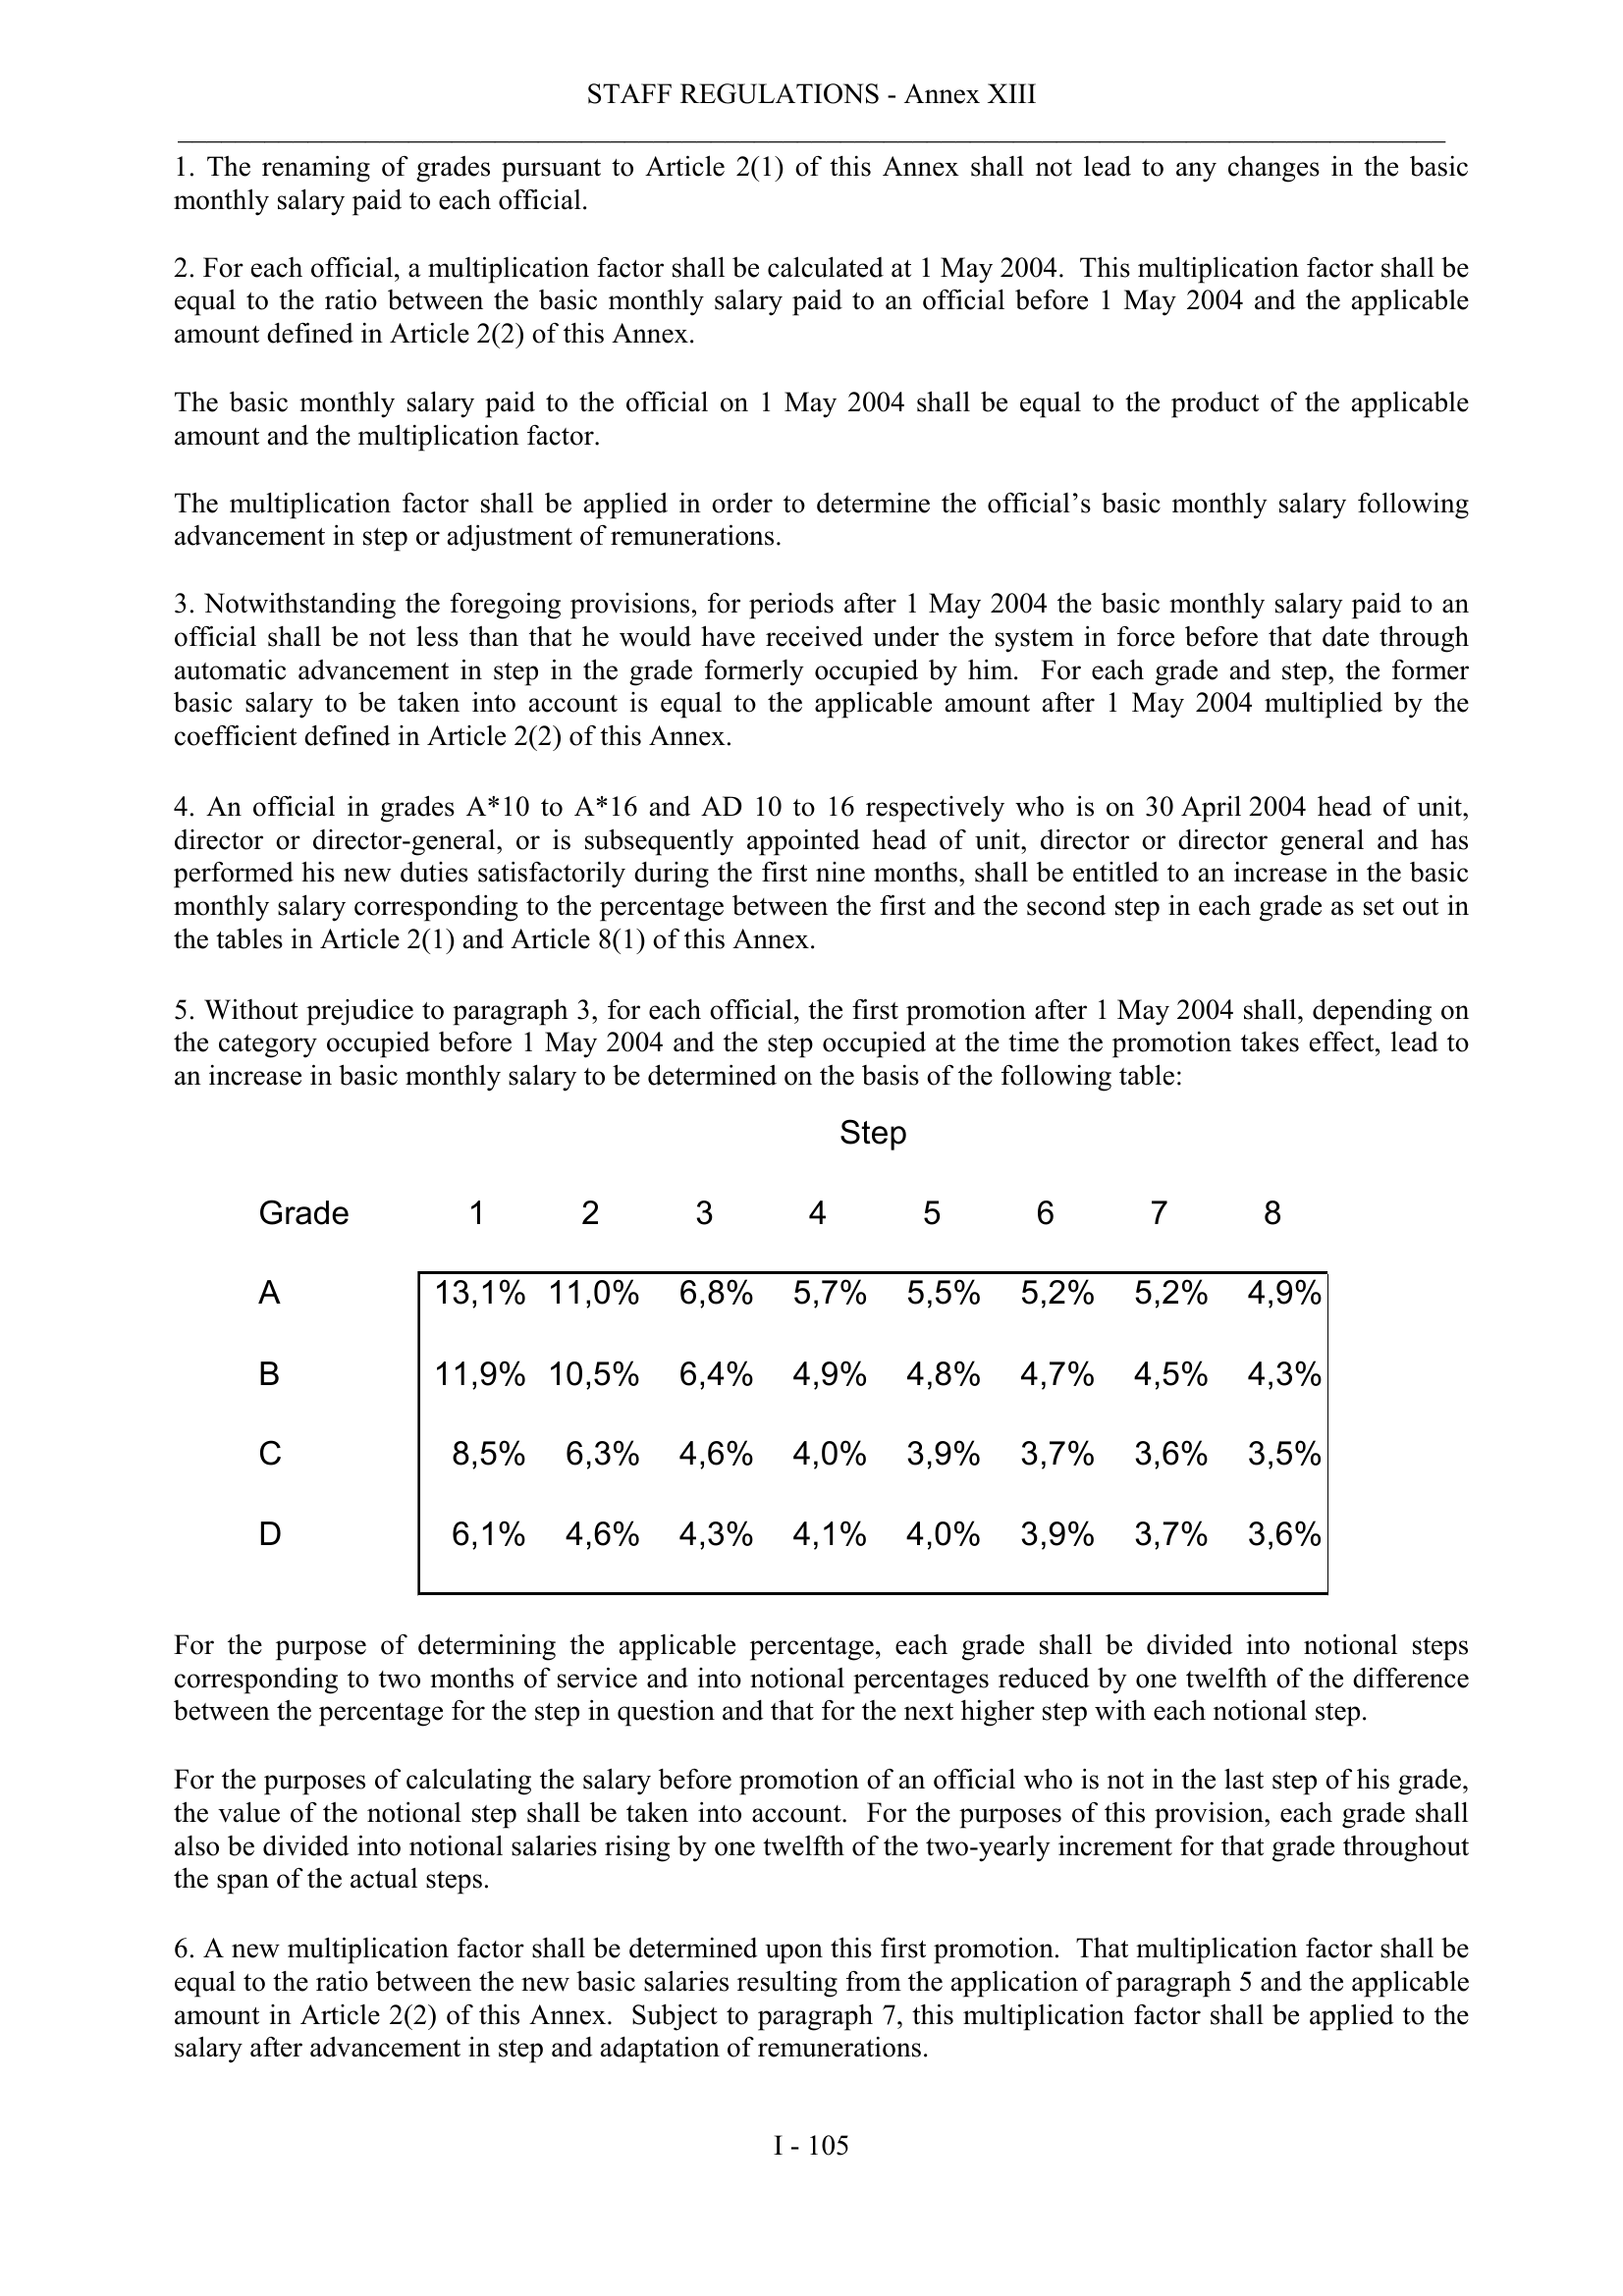 STAFF REGULATIONS - Annex XIII
1. The renaming of grades pursuant to Article 2(1) of this Annex shall not lead to any changes in the basic
monthly salary paid to each official.
2. For each official, a multiplication factor shall be calculated at 1 May 2004. This multiplication factor shall be
equal to the ratio between the basic monthly salary paid to an official before 1 May 2004 and the applicable
amount defined in Article 2(2) of this Annex.
The basic monthly salary paid to the official on 1 May 2004 shall be equal to the product of the applicable
amount and the multiplication factor.
The multiplication factor shall be applied in order to determine the official’s basic monthly salary following
advancement in step or adjustment of remunerations.
3. Notwithstanding the foregoing provisions, for periods after 1 May 2004 the basic monthly salary paid to an
official shall be not less than that he would have received under the system in force before that date through
automatic advancement in step in the grade formerly occupied by him. For each grade and step, the former
basic salary to be taken into account is equal to the applicable amount after 1 May 2004 multiplied by the
coefficient defined in Article 2(2) of this Annex.
4. An official in grades A*10 to A*16 and AD 10 to 16 respectively who is on 30 April 2004 head of unit,
director or director-general, or is subsequently appointed head of unit, director or director general and has
performed his new duties satisfactorily during the first nine months, shall be entitled to an increase in the basic
monthly salary corresponding to the percentage between the first and the second step in each grade as set out in
the tables in Article 2(1) and Article 8(1) of this Annex.
5. Without prejudice to paragraph 3, for each official, the first promotion after 1 May 2004 shall, depending on
the category occupied before 1 May 2004 and the step occupied at the time the promotion takes effect, lead to
an increase in basic monthly salary to be determined on the basis of the following table:
Step
Grade 1 2 3 4 5 6 7 8
A 13,1% 11,0% 6,8% 5,7% 5,5% 5,2% 5,2% 4,9%
B 11,9% 10,5% 6,4% 4,9% 4,8% 4,7% 4,5% 4,3%
C 8,5% 6,3% 4,6% 4,0% 3,9% 3,7% 3,6% 3,5%
D 6,1% 4,6% 4,3% 4,1% 4,0% 3,9% 3,7% 3,6%
For the purpose of determining the applicable percentage, each grade shall be divided into notional steps
corresponding to two months of service and into notional percentages reduced by one twelfth of the difference
between the percentage for the step in question and that for the next higher step with each notional step.
For the purposes of calculating the salary before promotion of an official who is not in the last step of his grade,
the value of the notional step shall be taken into account. For the purposes of this provision, each grade shall
also be divided into notional salaries rising by one twelfth of the two-yearly increment for that grade throughout
the span of the actual steps.
6. A new multiplication factor shall be determined upon this first promotion. That multiplication factor shall be
equal to the ratio between the new basic salaries resulting from the application of paragraph 5 and the applicable
amount in Article 2(2) of this Annex. Subject to paragraph 7, this multiplication factor shall be applied to the
salary after advancement in step and adaptation of remunerations.
I - 105